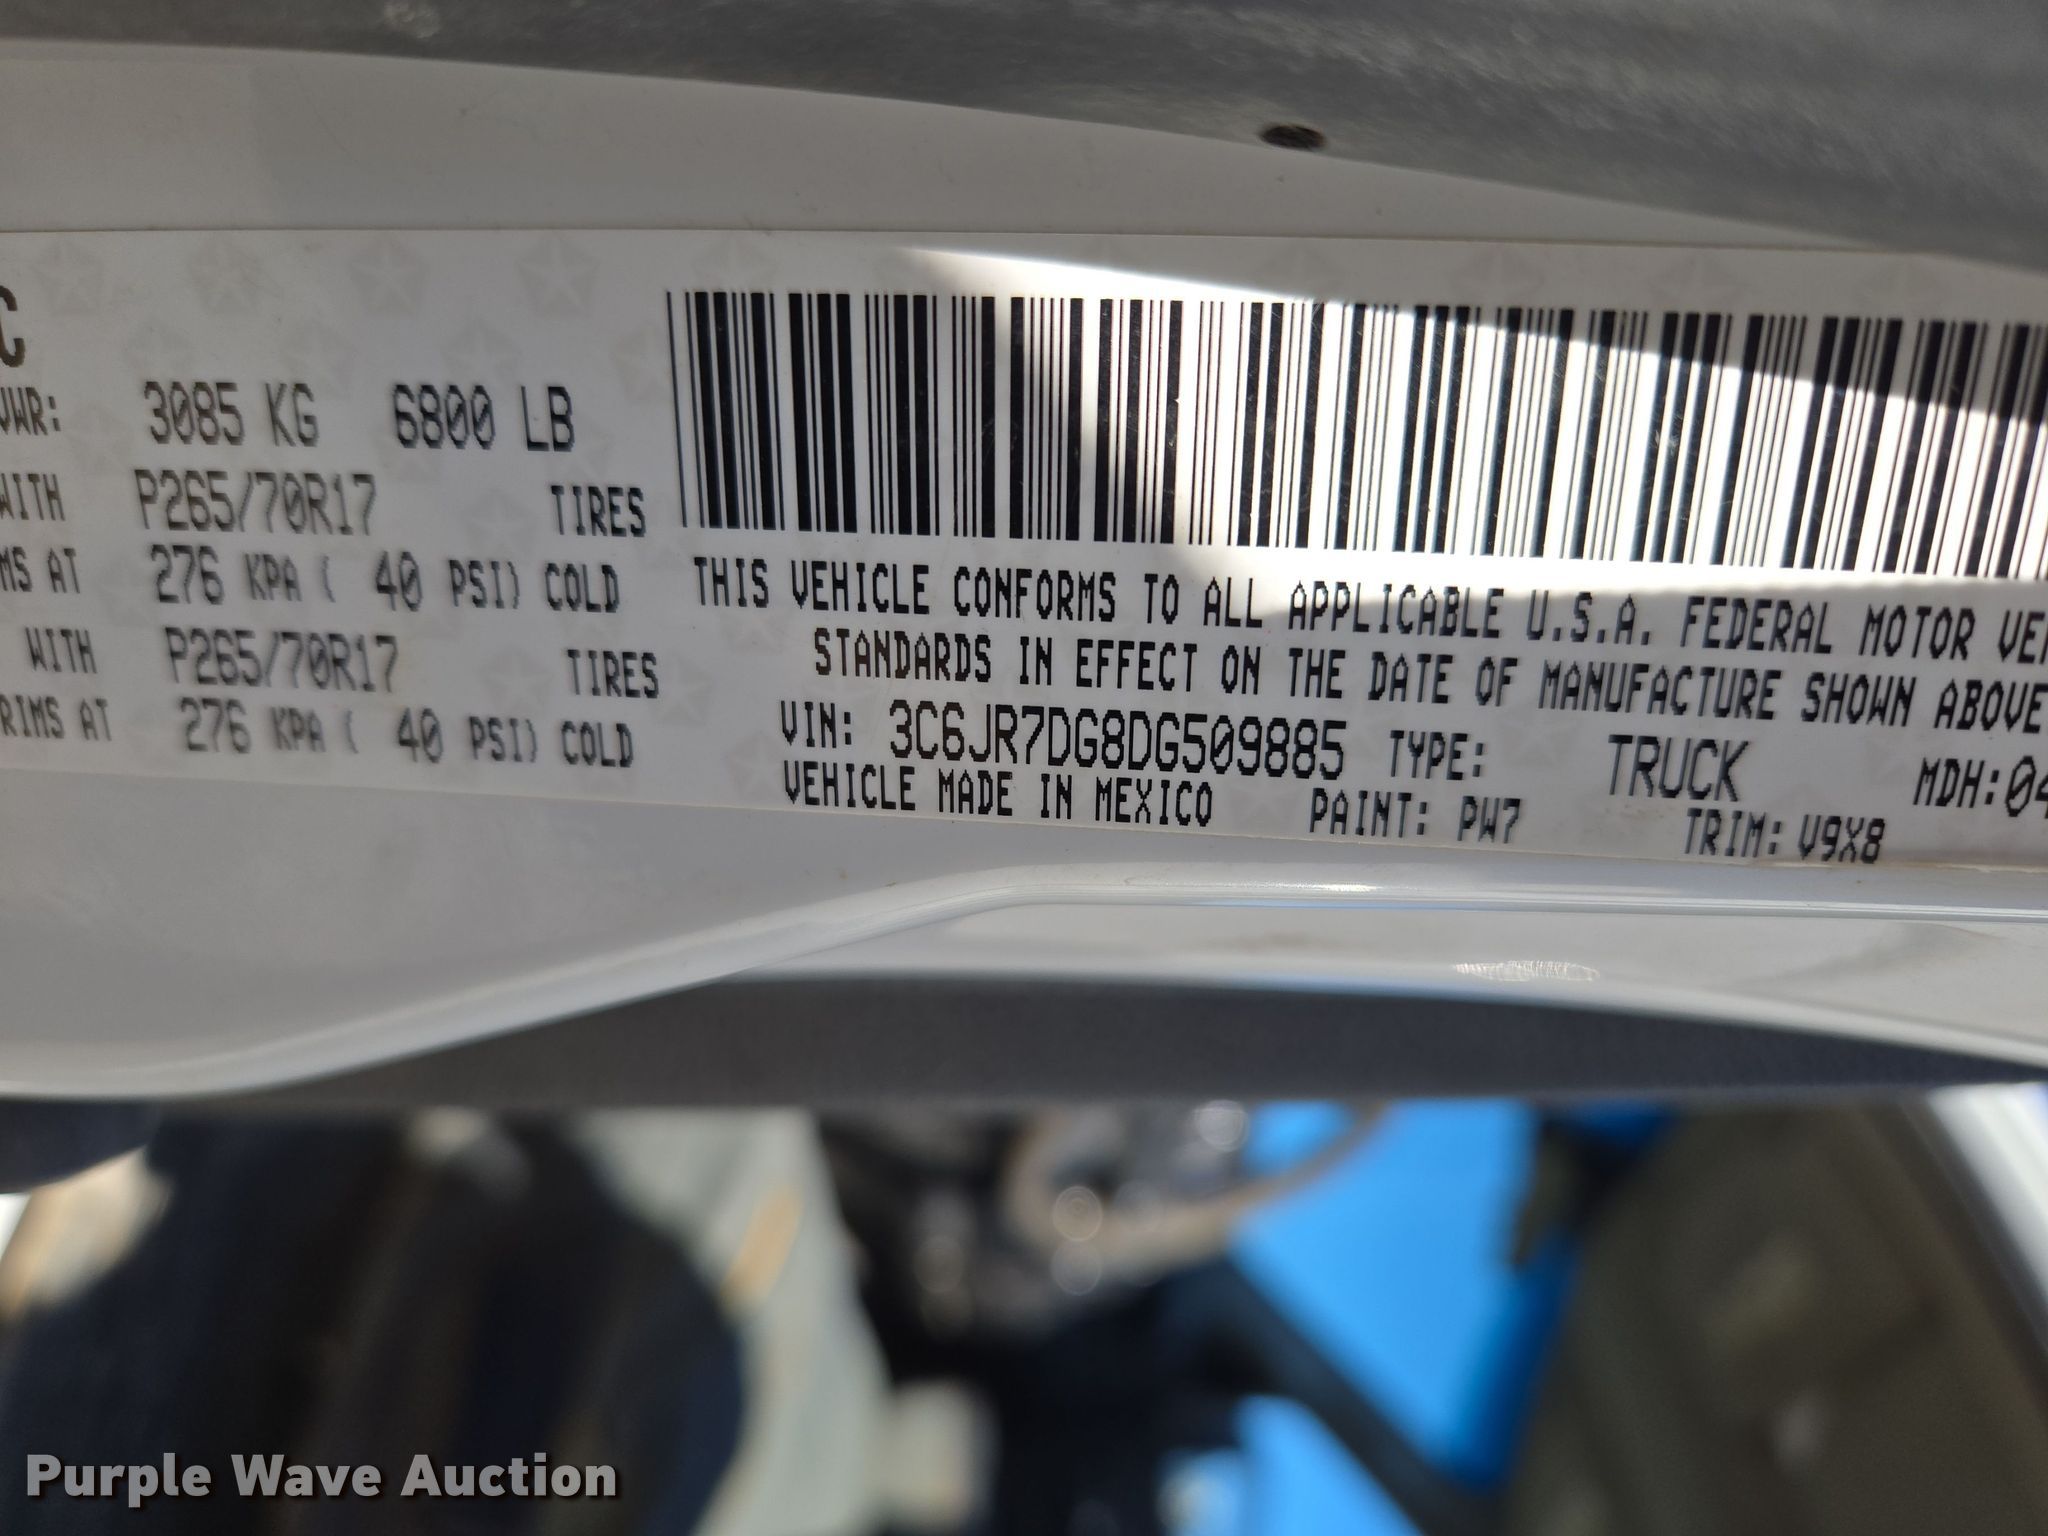 C
VWR: 3085 KG 6800 LB
WITH P265/70R17 TIRES
MS AT 276 KPA ( 40 PSI) COLD
WITH P265/70R17 TIRES
RIMS AT 276 KPA ( 40 PSI) COLD
THIS VEHICLE CONFORMS TO ALL APPLICABLE U.S.A. FEDERAL MOTOR VEH
STANDARDS IN EFFECT ON THE DATE OF MANUFACTURE SHOWN ABOVE
VIN: 3C6JR7DG8DG509885 TYPE: TRUCK MDH:04
VEHICLE MADE IN MEXICO PAINT: PW7 TRIM: V9X8
Purple Wave Auction